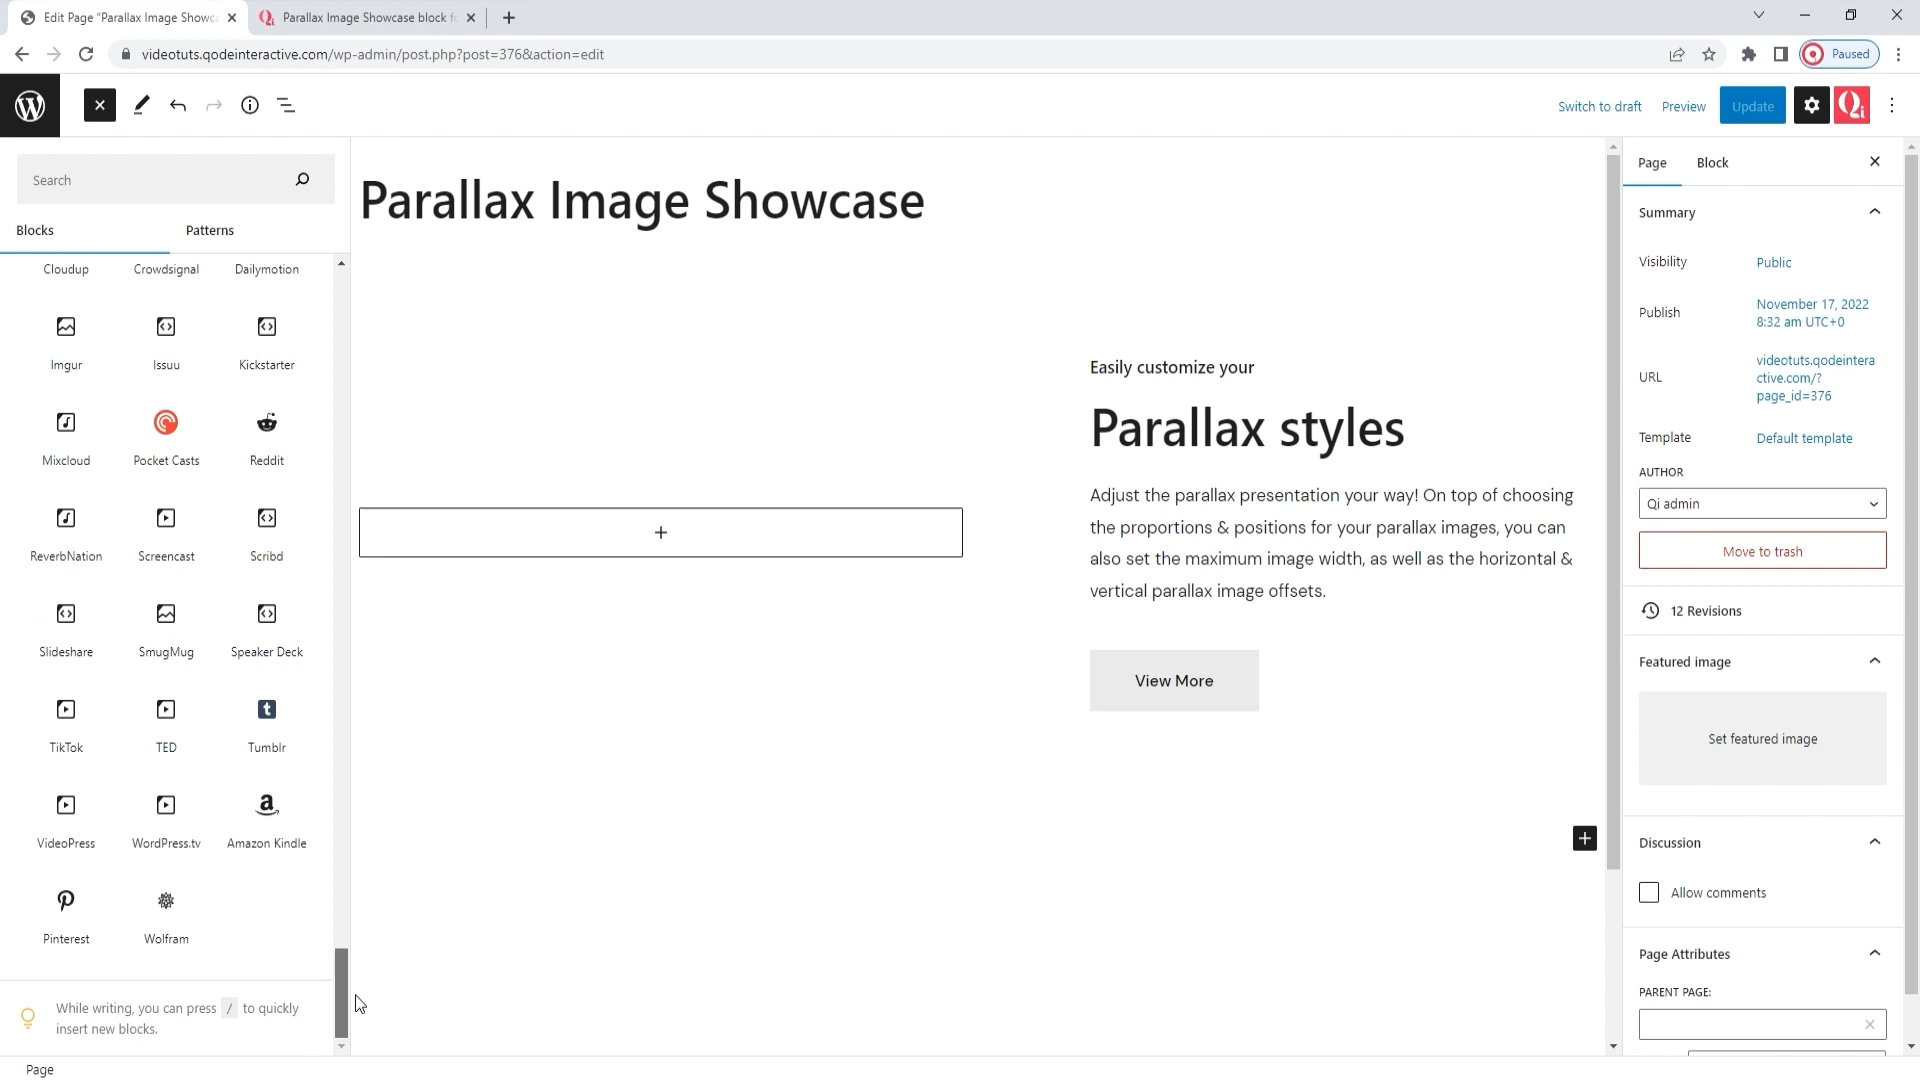 Edit Page “Parallax Image Showc
Parallax Image Showcase block fo
videotuts.qodeinteractive.com/wp-admin/post.php?post=376&action=edit
Paused
Switch to draft
Preview
Update
Search
Blocks
Patterns
Cloudup
Crowdsignal
Dailymotion
Imgur
Issuu
Kickstarter
Mixcloud
Pocket Casts
Reddit
ReverbNation
Screencast
Scribd
Slideshare
SmugMug
Speaker Deck
TikTok
TED
Tumblr
VideoPress
WordPress.tv
Amazon Kindle
Pinterest
Wolfram
While writing, you can press / to quickly
insert new blocks.
Page
Parallax Image Showcase
Easily customize your
Parallax styles
Adjust the parallax presentation your way! On top of choosing
the proportions & positions for your parallax images, you can
also set the maximum image width, as well as the horizontal &
vertical parallax image offsets.
View More
Page
Block
Summary
Visibility
Public
Publish
November 17, 2022
8:32 am UTC+0
URL
videotuts.qodeintera
ctive.com/?
page_id=376
Template
Default template
AUTHOR
Qi admin
Move to trash
12 Revisions
Featured image
Set featured image
Discussion
Allow comments
Page Attributes
PARENT PAGE: